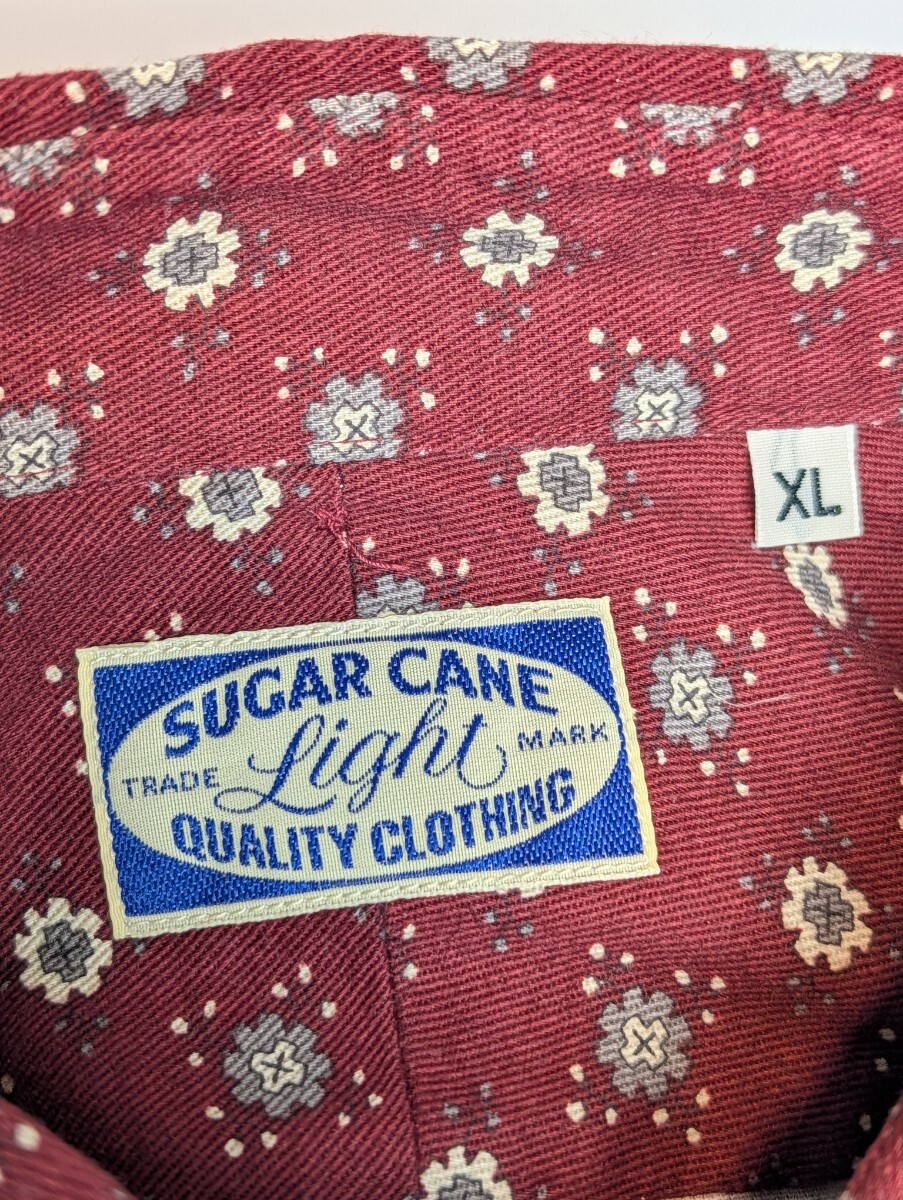 XL
SUGAR CANE
Light
TRADE MARK
QUALITY CLOTHING